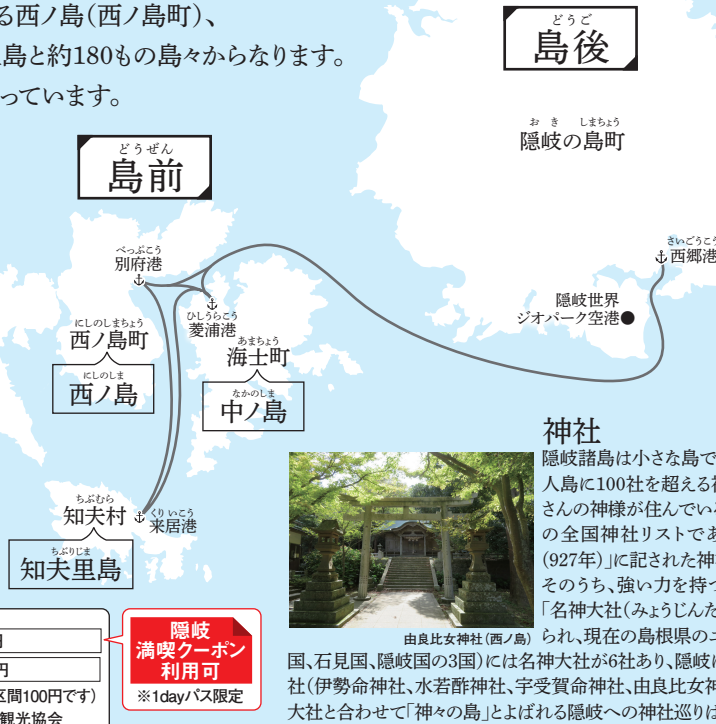 る西ノ島(西ノ島町)、
島と約180もの島々からなります。
っています。
どうご
島後
おき しまちょう
隠岐の島町
どうぜん
島前
べっぷこう
別府港
さいごうこう
西郷港
ひしうらこう
菱浦港
隠岐世界
ジオパーク空港
にしのしまちょう
西ノ島町
にしのしま
西ノ島
あまちょう
海士町
なかのしま
中ノ島
ちぶむら
知夫村
くりいこう
来居港
ちぶりじま
知夫里島
神社
隠岐諸島は小さな島で
人島に100社を超える
さんの神様が住んでい
の全国神社リストであ
(927年)」に記された神
そのうち、強い力を持つ
「名神大社(みょうじんた
られ、現在の島根県の
国、石見国、隠岐国の3国)には名神大社が6社あり、隠岐
社(伊勢命神社、水若酢神社、宇受賀命神社、由良比女神
大社と合わせて「神々の島」とよばれる隠岐への神社巡りは
由良比女神社(西ノ島)
円
円
区間100円です)
観光協会
隠岐
満喫クーポン
利用可
※1dayパス限定